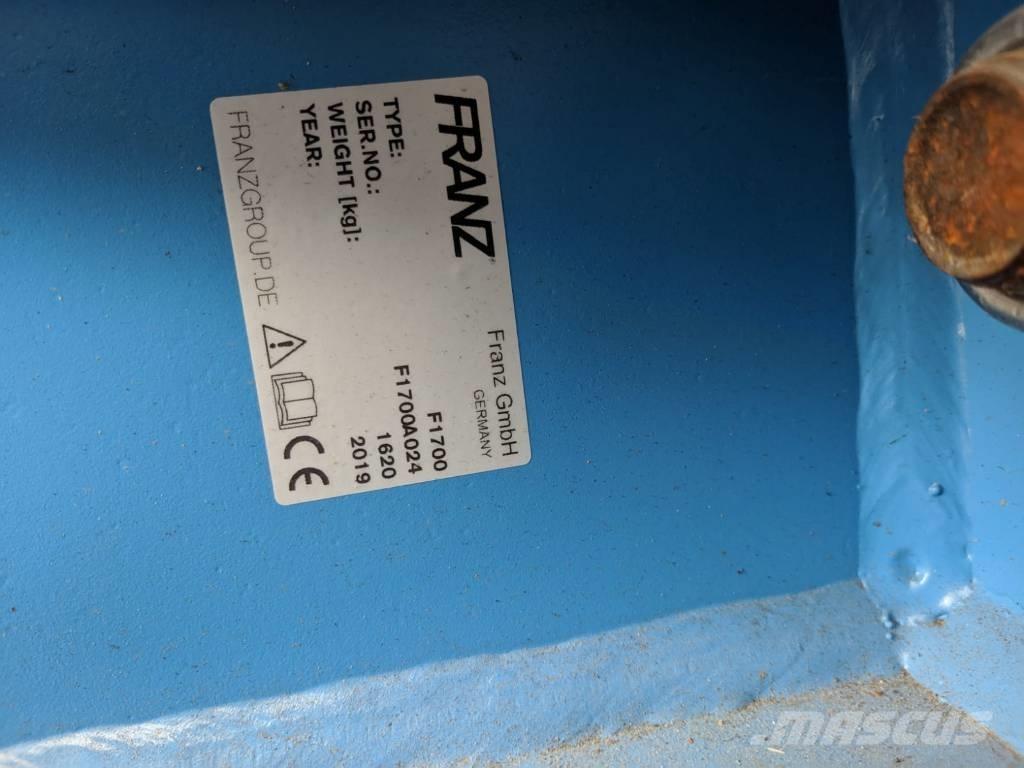 FRANZ
Franz GmbH
GERMANY
TYPE: F1700
SER.NO.: F1700A024
WEIGHT [kg]: 1620
YEAR: 2019
FRANZGROUP.DE
CE
MASCUS